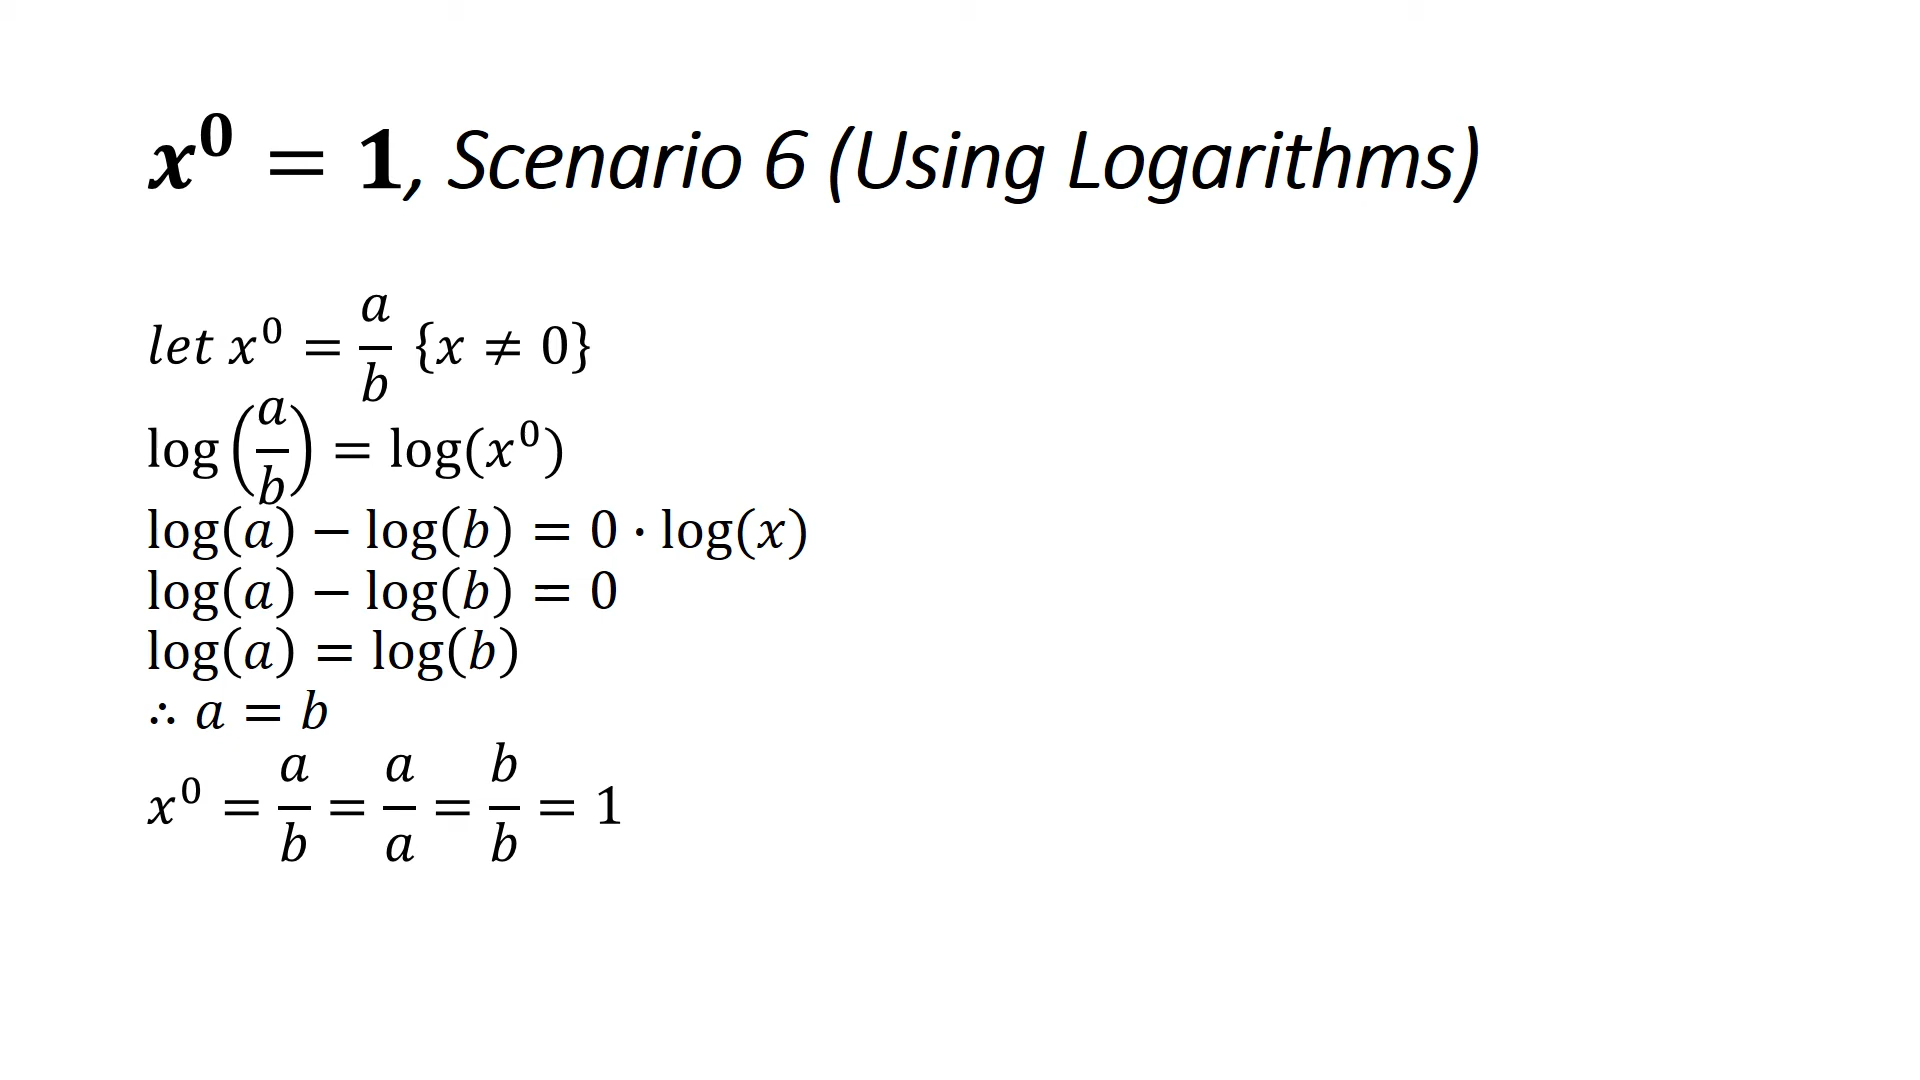 x⁰ = 1, Scenario 6 (Using Logarithms)
let x⁰ = a/b {x ≠ 0}
log(a/b) = log(x⁰)
log(a) − log(b) = 0 · log(x)
log(a) − log(b) = 0
log(a) = log(b)
∴ a = b
x⁰ = a/b = a/a = b/b = 1